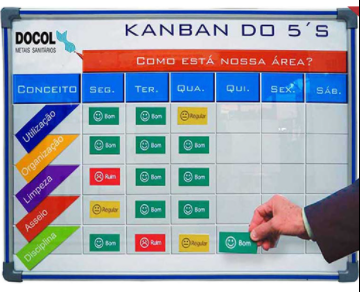 DOCOL
METAIS SANITÁRIOS
KANBAN DO 5´S
COMO ESTÁ NOSSA ÁREA?
CONCEITO SEG. TER. QUA. QUI. SEX. SÁB.
Utilização Bom Bom Regular
Organização Bom Bom Bom
Limpeza Ruim Bom Bom
Asseio Regular Bom Bom
Disciplina Bom Ruim Regular Bom